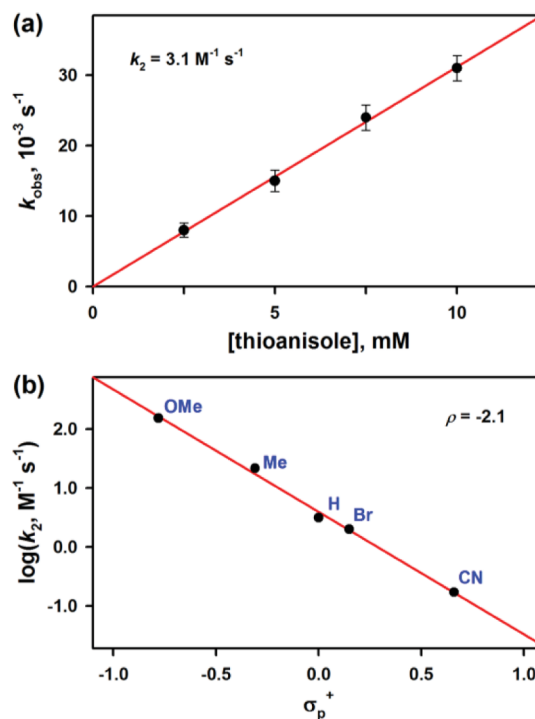 (a)
k₂ = 3.1 M⁻¹ s⁻¹
30
20
10
0
k_obs, 10⁻³ s⁻¹
0 5 10
[thioanisole], mM
(b)
OMe
ρ = -2.1
Me
H
Br
CN
2.0
1.0
0.0
-1.0
log(k₂, M⁻¹ s⁻¹)
-1.0 -0.5 0.0 0.5 1.0
σₚ⁺